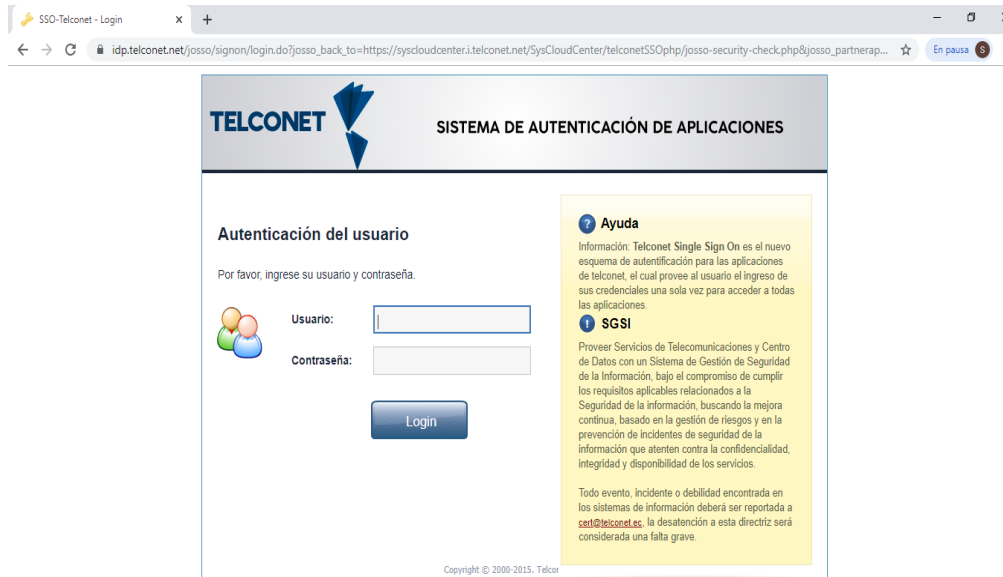 SSO-Telconet - Login
idp.telconet.net/josso/signon/login.do?josso_back_to=https://syscloudcenter.i.telconet.net/SysCloudCenter/telconetSSOphp/josso-security-check.php&josso_partnerap...
En pausa
S
TELCONET
SISTEMA DE AUTENTICACIÓN DE APLICACIONES
Autenticación del usuario
Por favor, ingrese su usuario y contraseña.
Usuario:
Contraseña:
Login
? Ayuda
Información: Telconet Single Sign On es el nuevo
esquema de autentificación para las aplicaciones
de telconet, el cual provee al usuario el ingreso de
sus credenciales una sola vez para acceder a todas
las aplicaciones.
! SGSI
Proveer Servicios de Telecomunicaciones y Centro
de Datos con un Sistema de Gestión de Seguridad
de la Información, bajo el compromiso de cumplir
los requisitos aplicables relacionados a la
Seguridad de la información, buscando la mejora
continua, basado en la gestión de riesgos y en la
prevención de incidentes de seguridad de la
información que atenten contra la confidencialidad,
integridad y disponibilidad de los servicios.
Todo evento, incidente o debilidad encontrada en
los sistemas de información deberá ser reportada a
cert@telconet.ec, la desatención a esta directriz será
considerada una falta grave.
Copyright © 2000-2015. Telcor